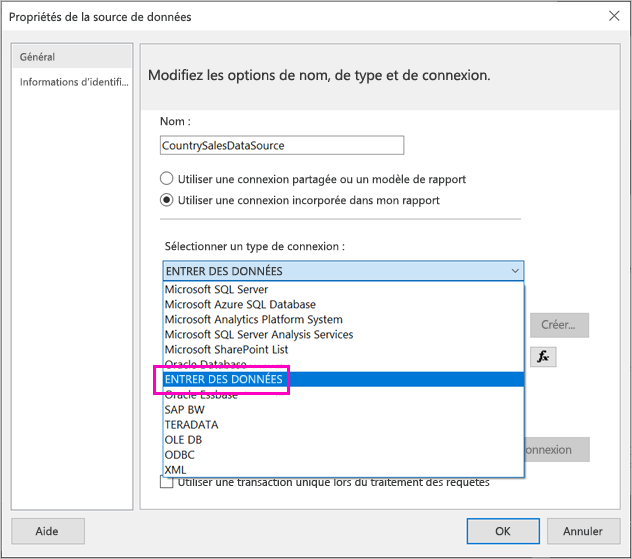 Propriétés de la source de données
Général
Informations d'identifi...
Modifiez les options de nom, de type et de connexion.
Nom :
CountrySalesDataSource
Utiliser une connexion partagée ou un modèle de rapport
Utiliser une connexion incorporée dans mon rapport
Sélectionner un type de connexion :
ENTRER DES DONNÉES
Microsoft SQL Server
Microsoft Azure SQL Database
Microsoft Analytics Platform System
Microsoft SQL Server Analysis Services
Microsoft SharePoint List
Oracle Database
ENTRER DES DONNÉES
Oracle Essbase
SAP BW
TERADATA
OLE DB
ODBC
XML
Créer...
fx
onnexion
Utiliser une transaction unique lors du traitement des requêtes
Aide
OK
Annuler